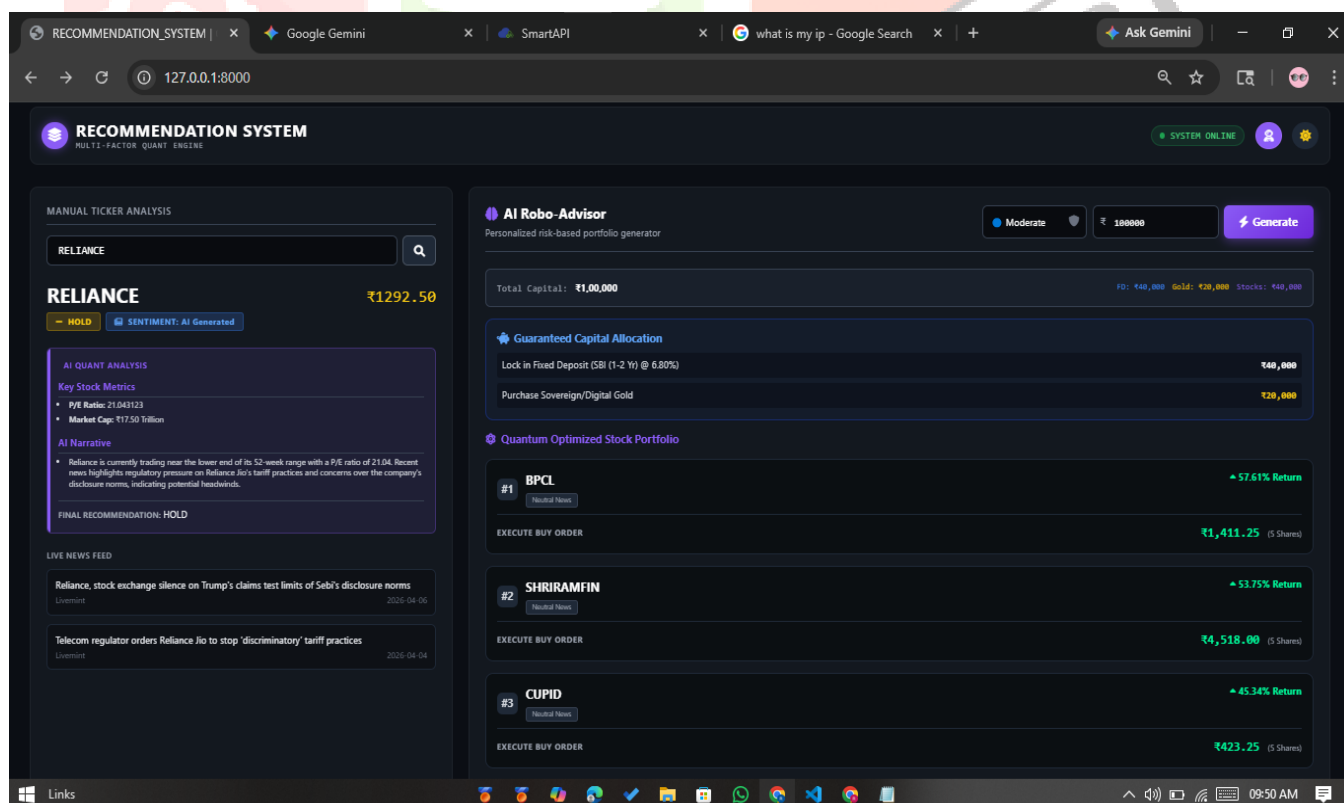 RECOMMENDATION_SYSTEM |
Google Gemini
SmartAPI
what is my ip - Google Search
Ask Gemini
127.0.0.1:8000
RECOMMENDATION SYSTEM
MULTI-FACTOR QUANT ENGINE
SYSTEM ONLINE
MANUAL TICKER ANALYSIS
RELIANCE
RELIANCE
₹1292.50
HOLD
SENTIMENT: AI Generated
AI QUANT ANALYSIS
Key Stock Metrics
• P/E Ratio: 21.043123
• Market Cap: ₹17.50 Trillion
AI Narrative
• Reliance is currently trading near the lower end of its 52-week range with a P/E ratio of 21.04. Recent
news highlights regulatory pressure on Reliance Jio's tariff practices and concerns over the company's
disclosure norms, indicating potential headwinds.
FINAL RECOMMENDATION: HOLD
LIVE NEWS FEED
Reliance, stock exchange silence on Trump's claims test limits of Sebi's disclosure norms
Livemint 2026-04-06
Telecom regulator orders Reliance Jio to stop 'discriminatory' tariff practices
Livemint 2026-04-04
AI Robo-Advisor
Personalized risk-based portfolio generator
Moderate
₹ 100000
Generate
Total Capital: ₹1,00,000
FD: ₹40,000 Gold: ₹20,000 Stocks: ₹40,000
Guaranteed Capital Allocation
Lock in Fixed Deposit (SBI (1-2 Yr) @ 6.80%) ₹40,000
Purchase Sovereign/Digital Gold ₹20,000
Quantum Optimized Stock Portfolio
#1 BPCL
57.61% Return
Neutral News
EXECUTE BUY ORDER ₹1,411.25 (5 Shares)
#2 SHRIRAMFIN
53.75% Return
Neutral News
EXECUTE BUY ORDER ₹4,518.00 (5 Shares)
#3 CUPID
45.34% Return
Neutral News
EXECUTE BUY ORDER ₹423.25 (5 Shares)
Links
09:50 AM